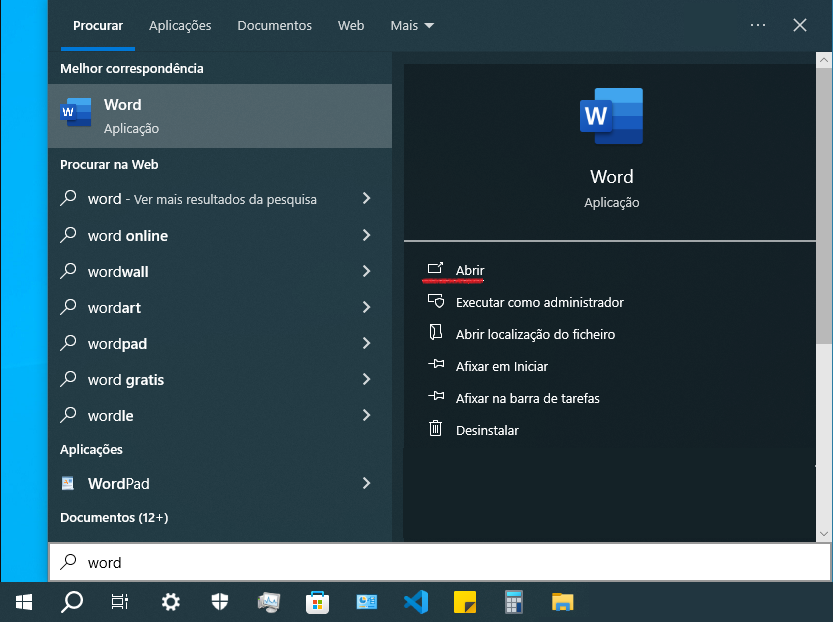 Procurar Aplicações Documentos Web Mais ···
Melhor correspondência
Word
Aplicação
Procurar na Web
word - Ver mais resultados da pesquisa
word online
wordwall
wordart
wordpad
word gratis
wordle
Aplicações
WordPad
Documentos (12+)
W
Word
Aplicação
Abrir
Executar como administrador
Abrir localização do ficheiro
Afixar em Iniciar
Afixar na barra de tarefas
Desinstalar
word